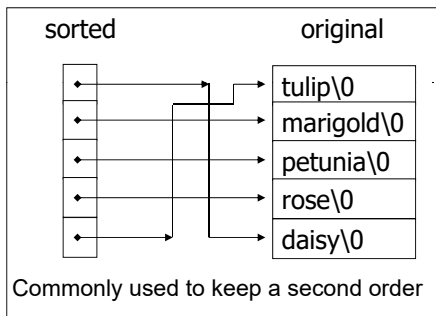 sorted original
tulip\0
marigold\0
petunia\0
rose\0
daisy\0
Commonly used to keep a second order